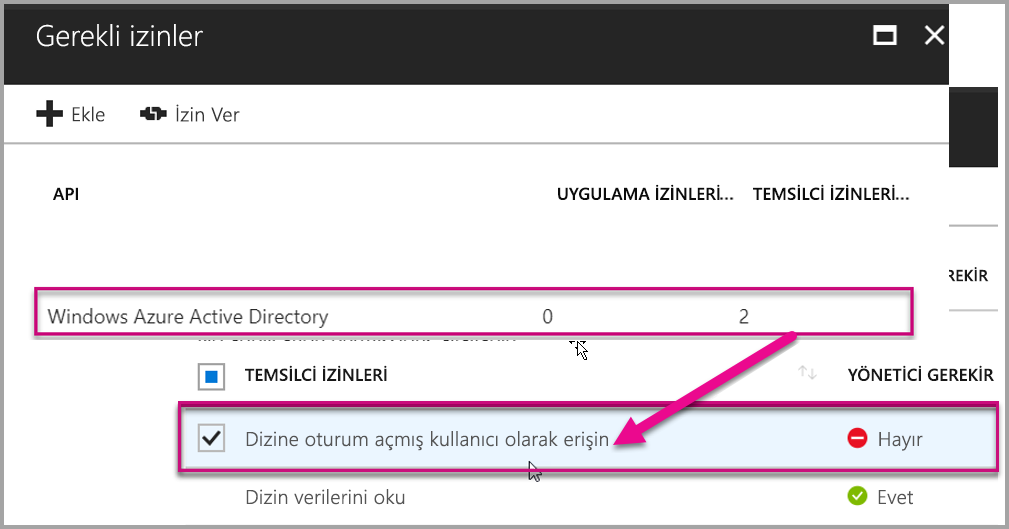 Gerekli izinler
Ekle İzin Ver
API UYGULAMA İZİNLERİ... TEMSİLCİ İZİNLERİ...
REKİR
Windows Azure Active Directory 0 2
TEMSİLCİ İZİNLERİ YÖNETİCİ GEREKİR
Dizine oturum açmış kullanıcı olarak erişin Hayır
Dizin verilerini oku Evet